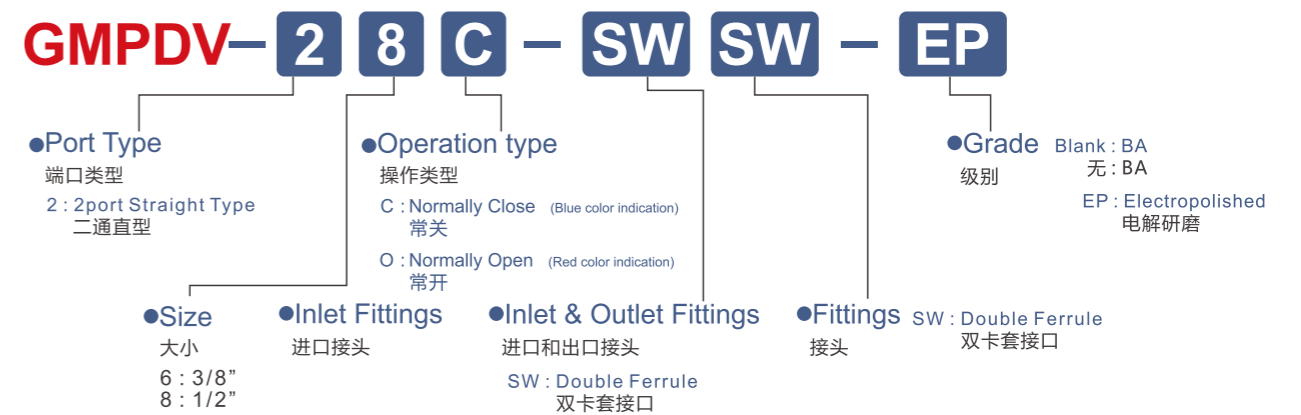 GMPDV-28C-SWSW-EP
●Port Type
端口类型
2 : 2port Straight Type
二通直型
●Operation type
操作类型
C : Normally Close (Blue color indication)
常关
O : Normally Open (Red color indication)
常开
●Grade Blank : BA
级别 无 : BA
EP : Electropolished
电解研磨
●Size
大小
6 : 3/8”
8 : 1/2”
●Inlet Fittings
进口接头
●Inlet & Outlet Fittings
进口和出口接头
SW : Double Ferrule
双卡套接口
●Fittings SW : Double Ferrule
接头 双卡套接口